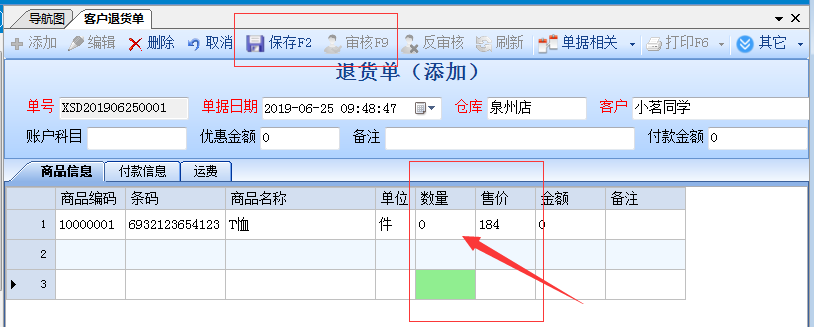 导航图 客户退货单
添加 编辑 删除 取消 保存F2 审核F9 反审核 刷新 单据相关 打印F6 其它
退货单（添加）
单号 XSD201906250001 单据日期 2019-06-25 09:48:47 仓库 泉州店 客户 小茗同学
账户科目 优惠金额 0 备注 付款金额 0
商品信息 付款信息 运费
商品编码 条码 商品名称 单位 数量 售价 金额 备注
1 10000001 6932123654123 T恤 件 0 184 0
2
3